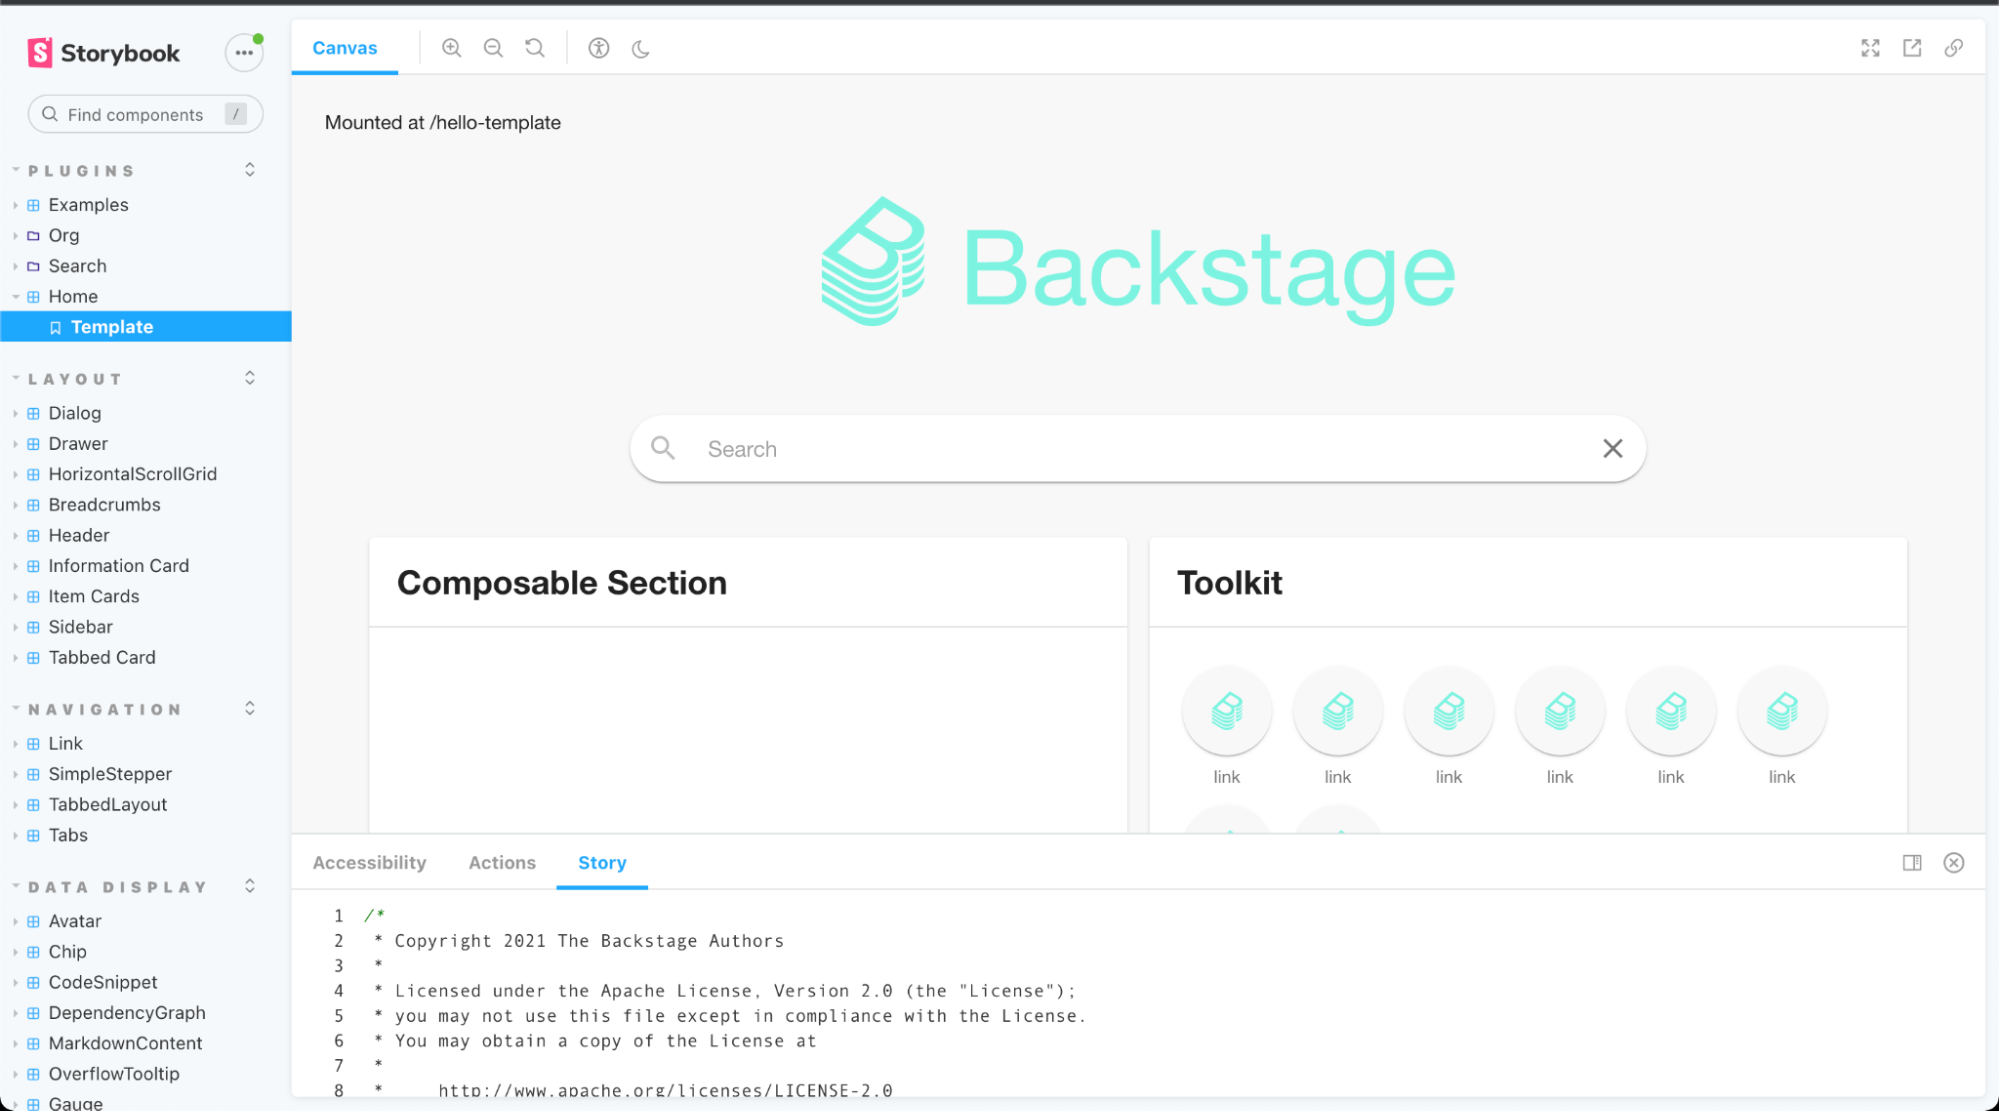 Storybook
Find components /
PLUGINS
Examples
Org
Search
Home
Template
LAYOUT
Dialog
Drawer
HorizontalScrollGrid
Breadcrumbs
Header
Information Card
Item Cards
Sidebar
Tabbed Card
NAVIGATION
Link
SimpleStepper
TabbedLayout
Tabs
DATA DISPLAY
Avatar
Chip
CodeSnippet
DependencyGraph
MarkdownContent
OverflowTooltip
Gauge
Canvas
Mounted at /hello-template
Backstage
Search
Composable Section
Toolkit
link link link link link link
Accessibility Actions Story
1 /*
2  * Copyright 2021 The Backstage Authors
3  *
4  * Licensed under the Apache License, Version 2.0 (the "License");
5  * you may not use this file except in compliance with the License.
6  * You may obtain a copy of the License at
7  *
8  *     http://www.apache.org/licenses/LICENSE-2.0